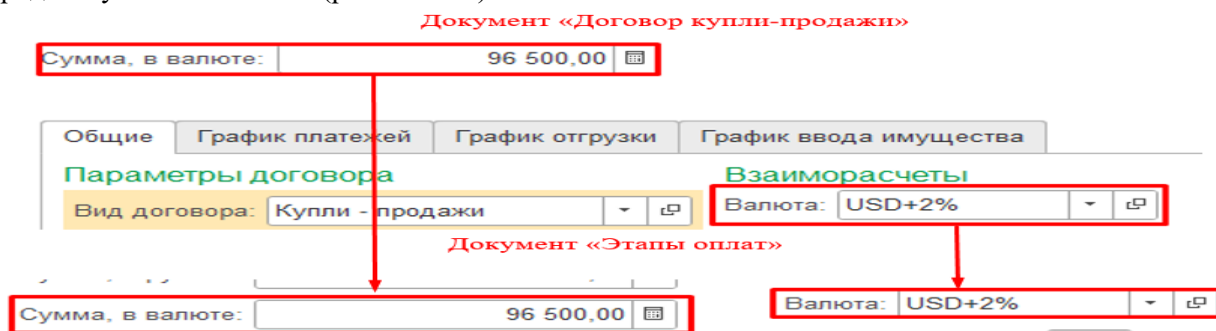 Документ «Договор купли-продажи»
Сумма, в валюте: 96 500,00
Общие График платежей График отгрузки График ввода имущества
Параметры договора Взаиморасчеты
Вид договора: Купли - продажи Валюта: USD+2%
Документ «Этапы оплат»
Сумма, в валюте: 96 500,00 Валюта: USD+2%